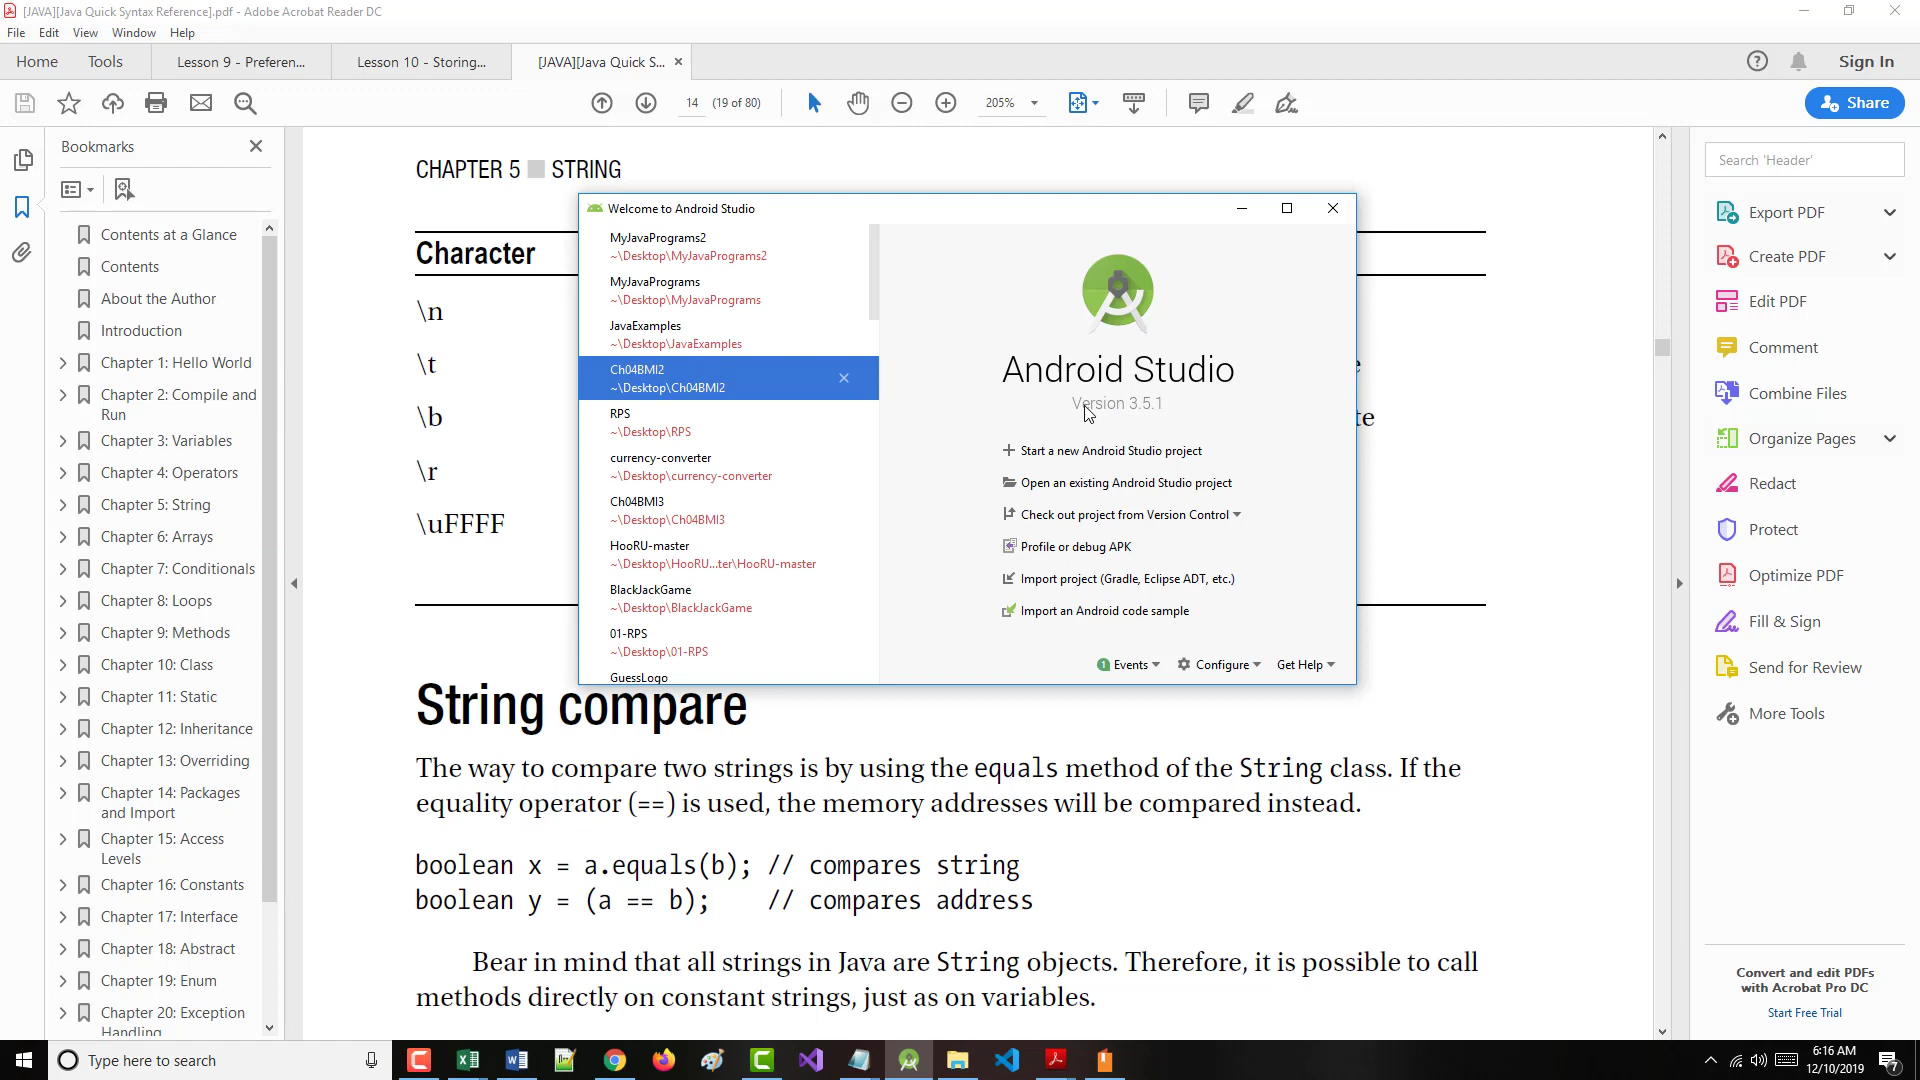 [JAVA][Java Quick Syntax Reference].pdf - Adobe Acrobat Reader DC
File Edit View Window Help
Home Tools Lesson 9 - Preferen... Lesson 10 - Storing... [JAVA][Java Quick S... Sign In
14 (19 of 80) 205% Share
Bookmarks
Contents at a Glance
Contents
About the Author
Introduction
Chapter 1: Hello World
Chapter 2: Compile and
Run
Chapter 3: Variables
Chapter 4: Operators
Chapter 5: String
Chapter 6: Arrays
Chapter 7: Conditionals
Chapter 8: Loops
Chapter 9: Methods
Chapter 10: Class
Chapter 11: Static
Chapter 12: Inheritance
Chapter 13: Overriding
Chapter 14: Packages
and Import
Chapter 15: Access
Levels
Chapter 16: Constants
Chapter 17: Interface
Chapter 18: Abstract
Chapter 19: Enum
Chapter 20: Exception
Handling
CHAPTER 5 STRING
Character
\n
\t
\b
\r
\uFFFF
e
te
Welcome to Android Studio
MyJavaPrograms2
~\Desktop\MyJavaPrograms2
MyJavaPrograms
~\Desktop\MyJavaPrograms
JavaExamples
~\Desktop\JavaExamples
Ch04BMI2
~\Desktop\Ch04BMI2
RPS
~\Desktop\RPS
currency-converter
~\Desktop\currency-converter
Ch04BMI3
~\Desktop\Ch04BMI3
HooRU-master
~\Desktop\HooRU...ter\HooRU-master
BlackJackGame
~\Desktop\BlackJackGame
01-RPS
~\Desktop\01-RPS
GuessLogo
Android Studio
Version 3.5.1
Start a new Android Studio project
Open an existing Android Studio project
Check out project from Version Control
Profile or debug APK
Import project (Gradle, Eclipse ADT, etc.)
Import an Android code sample
1 Events Configure Get Help
String compare
The way to compare two strings is by using the equals method of the String class. If the
equality operator (==) is used, the memory addresses will be compared instead.
boolean x = a.equals(b); // compares string
boolean y = (a == b); // compares address
Bear in mind that all strings in Java are String objects. Therefore, it is possible to call
methods directly on constant strings, just as on variables.
Search 'Header'
Export PDF
Create PDF
Edit PDF
Comment
Combine Files
Organize Pages
Redact
Protect
Optimize PDF
Fill & Sign
Send for Review
More Tools
Convert and edit PDFs
with Acrobat Pro DC
Start Free Trial
Type here to search
6:16 AM
12/10/2019
7